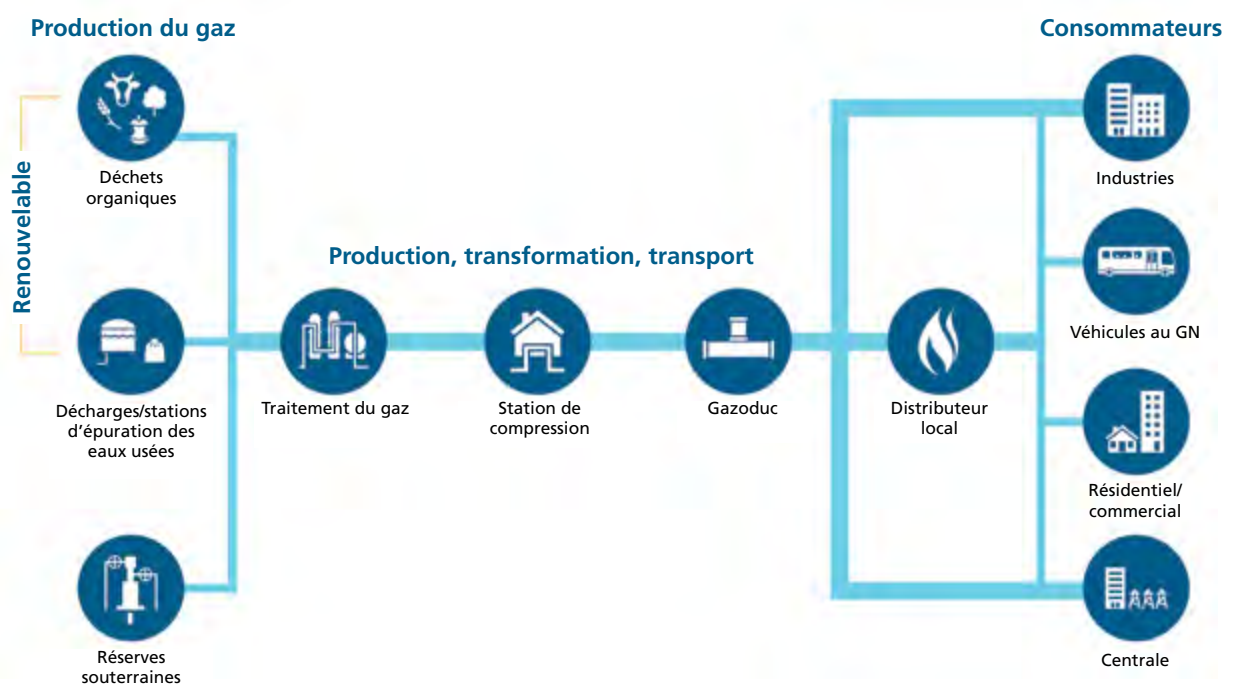 Production du gaz
Consommateurs
Renouvelable
Déchets
organiques
Industries
Production, transformation, transport
Véhicules au GN
Décharges/stations
d'épuration des
eaux usées
Traitement du gaz
Station de
compression
Gazoduc
Distributeur
local
Résidentiel/
commercial
Réserves
souterraines
Centrale